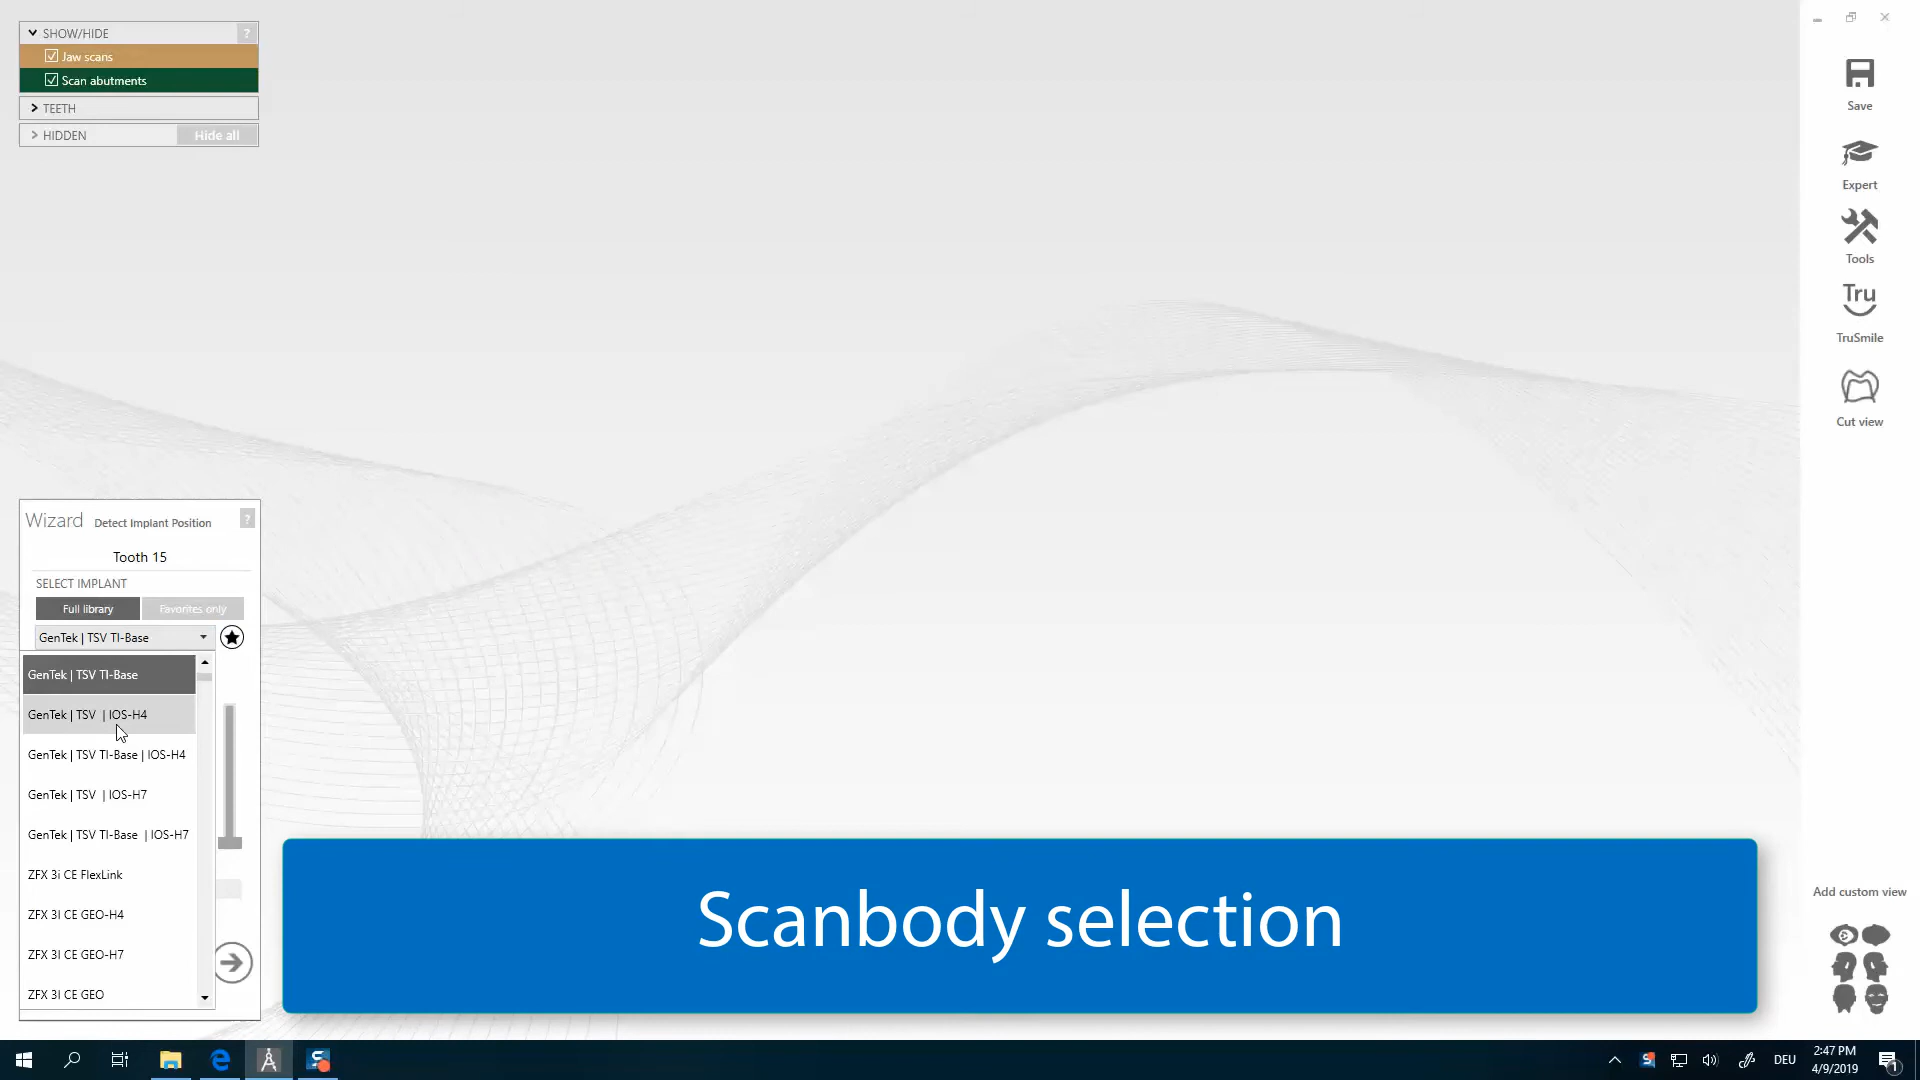 SHOW/HIDE
?
Jaw scans
Scan abutments
TEETH
HIDDEN
Hide all
Save
Expert
Tools
Tru
TruSmile
Cut view
Wizard Detect Implant Position
?
Tooth 15
SELECT IMPLANT
Full library
Favorites only
GenTek | TSV TI-Base
GenTek | TSV TI-Base
GenTek | TSV | IOS-H4
GenTek | TSV TI-Base | IOS-H4
GenTek | TSV | IOS-H7
GenTek | TSV TI-Base | IOS-H7
ZFX 3i CE FlexLink
ZFX 3I CE GEO-H4
ZFX 3I CE GEO-H7
ZFX 3I CE GEO
Scanbody selection
Add custom view
DEU
2:47 PM
4/9/2019
1